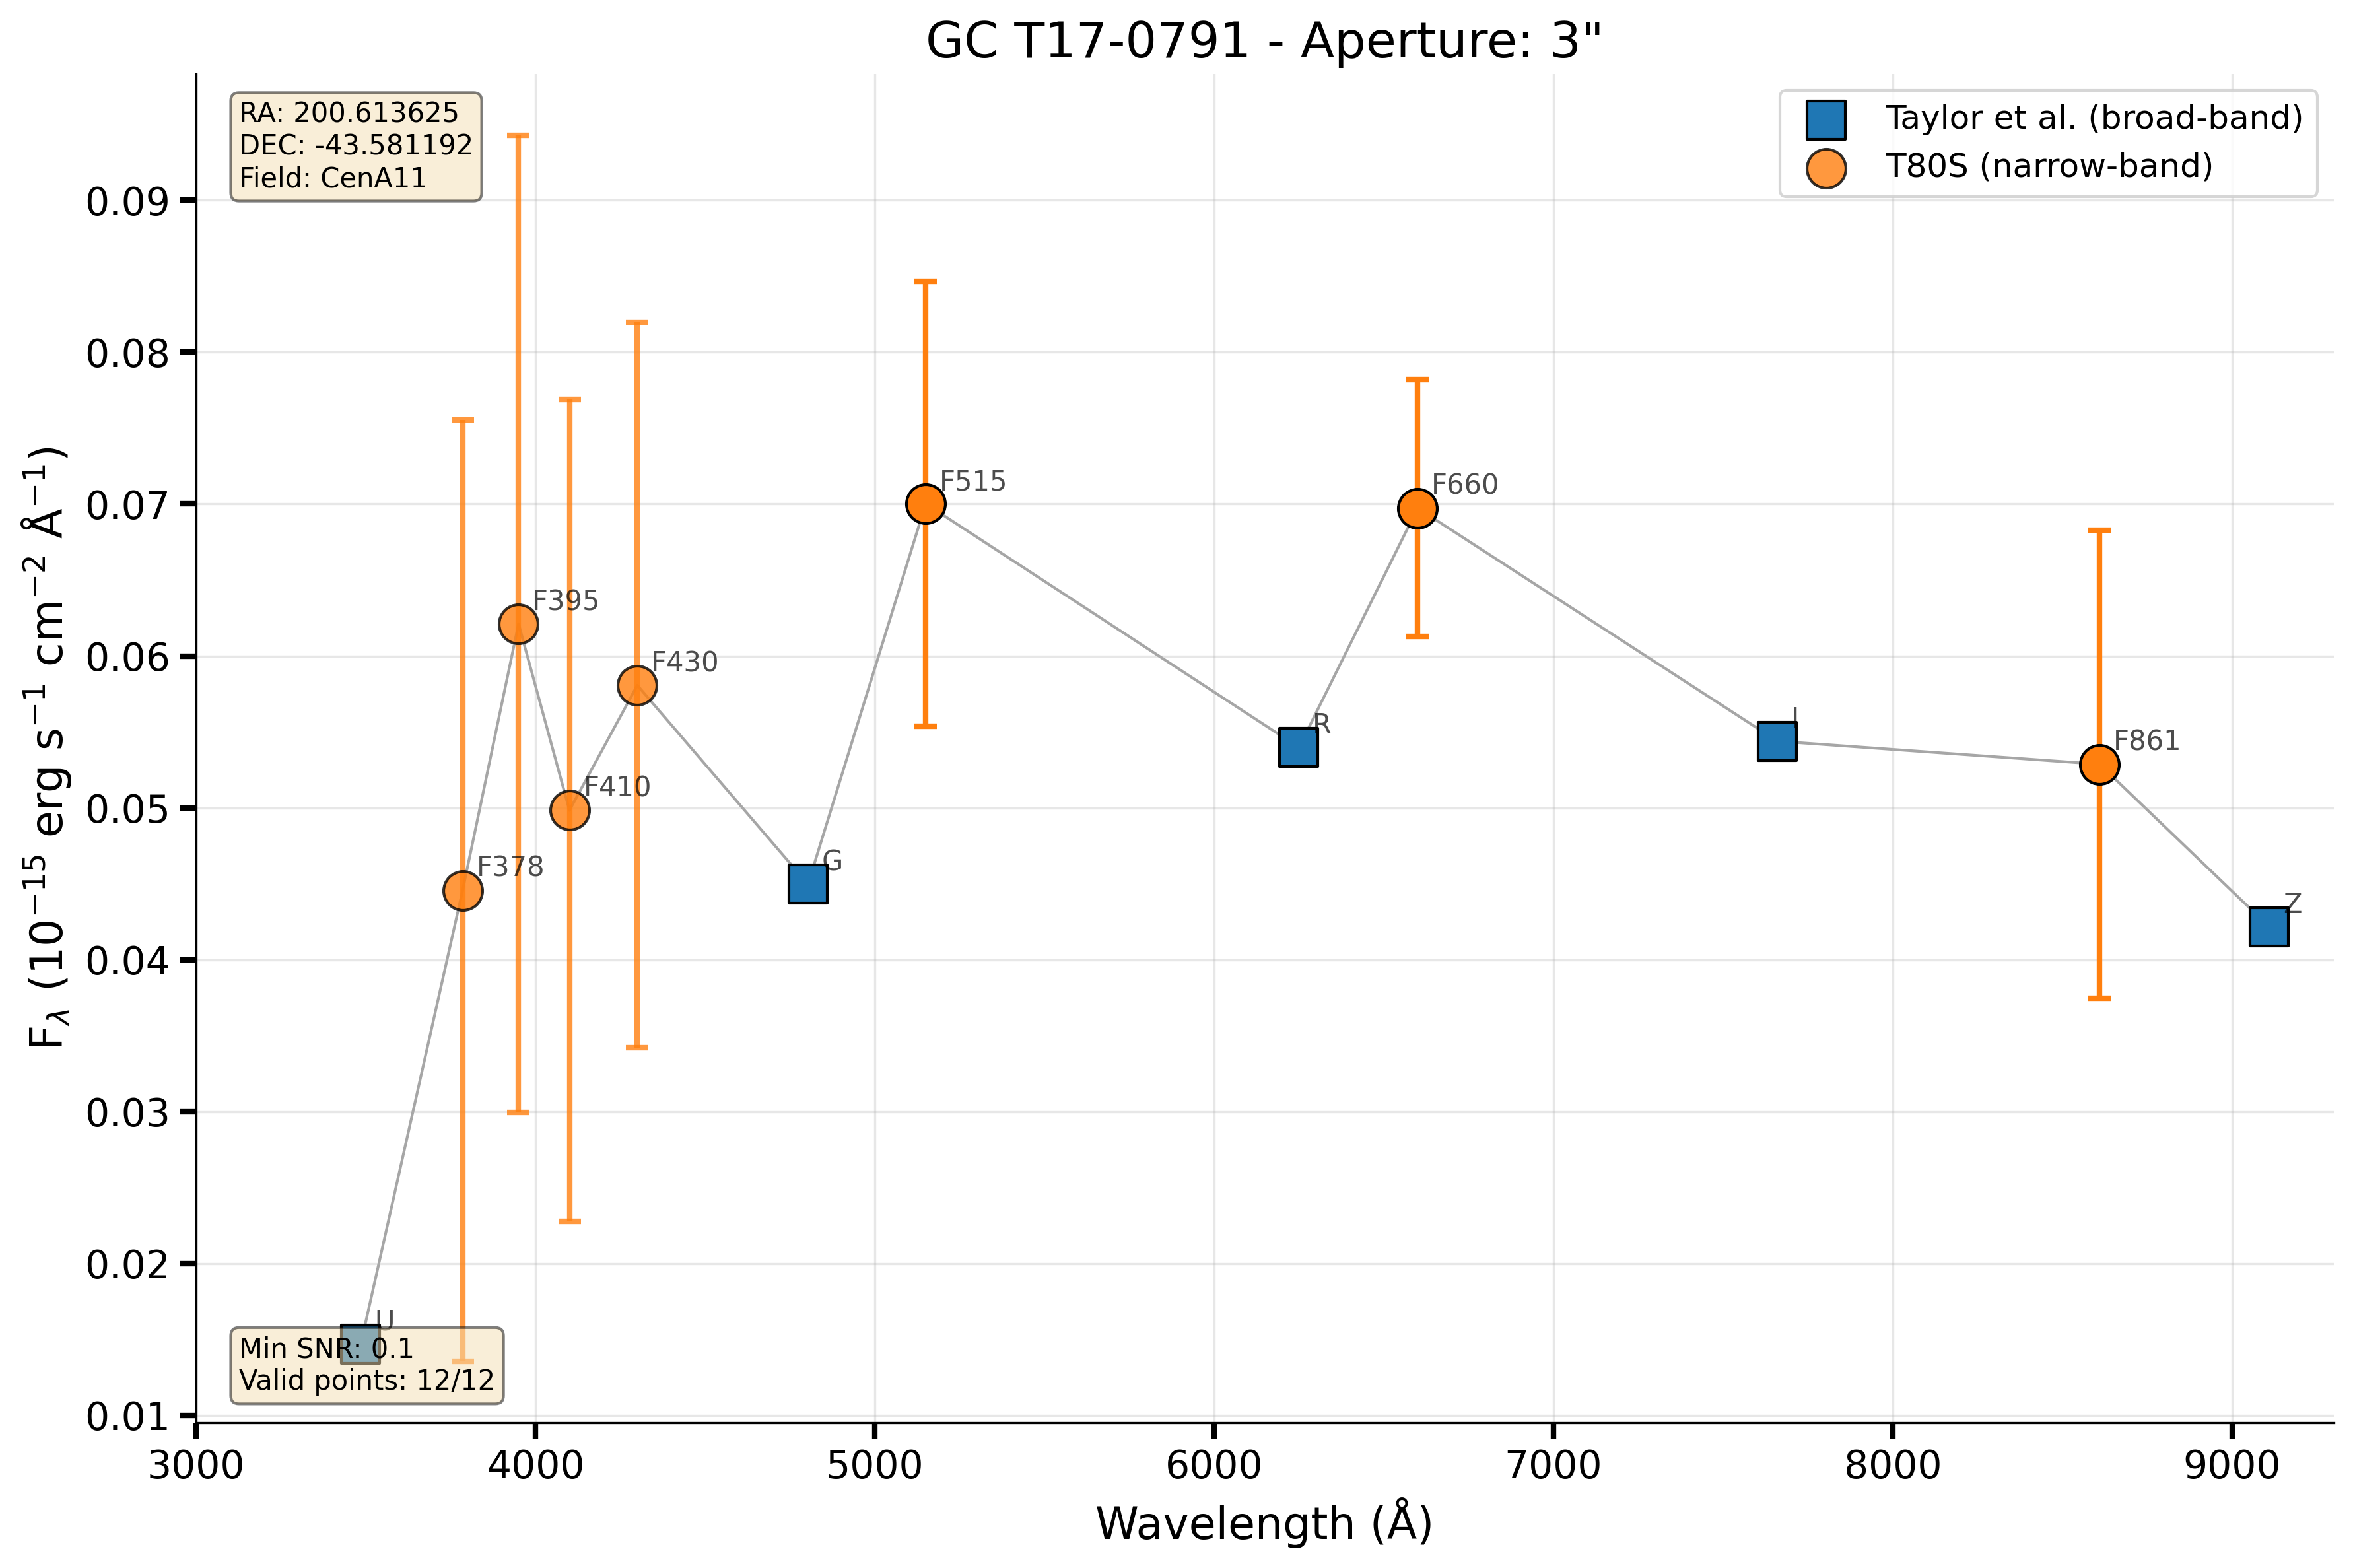 GC T17-0791 - Aperture: 3"
RA: 200.613625
DEC: -43.581192
Field: CenA11
Taylor et al. (broad-band)
T80S (narrow-band)
0.09
0.08
0.07
0.06
0.05
0.04
0.03
0.02
0.01
F_λ (10⁻¹⁵ erg s⁻¹ cm⁻² Å⁻¹)
F515
F660
F395
F430
R
I
F861
F410
G
F378
Z
U
Min SNR: 0.1
Valid points: 12/12
3000 4000 5000 6000 7000 8000 9000
Wavelength (Å)